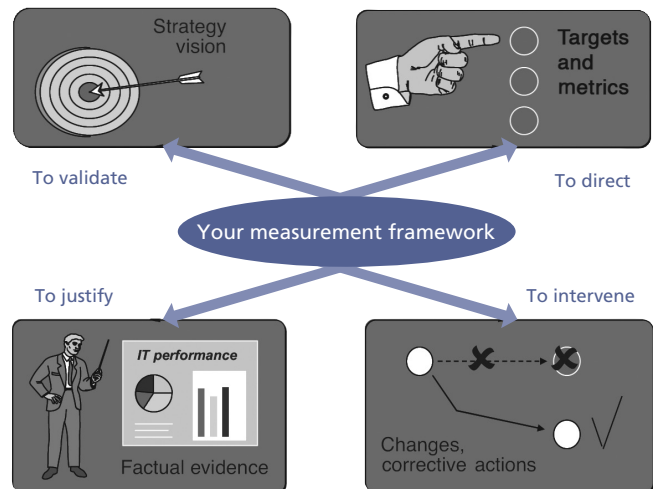 Strategy
vision
Targets
and
metrics
To validate
To direct
Your measurement framework
To justify
To intervene
IT performance
Factual evidence
Changes,
corrective actions